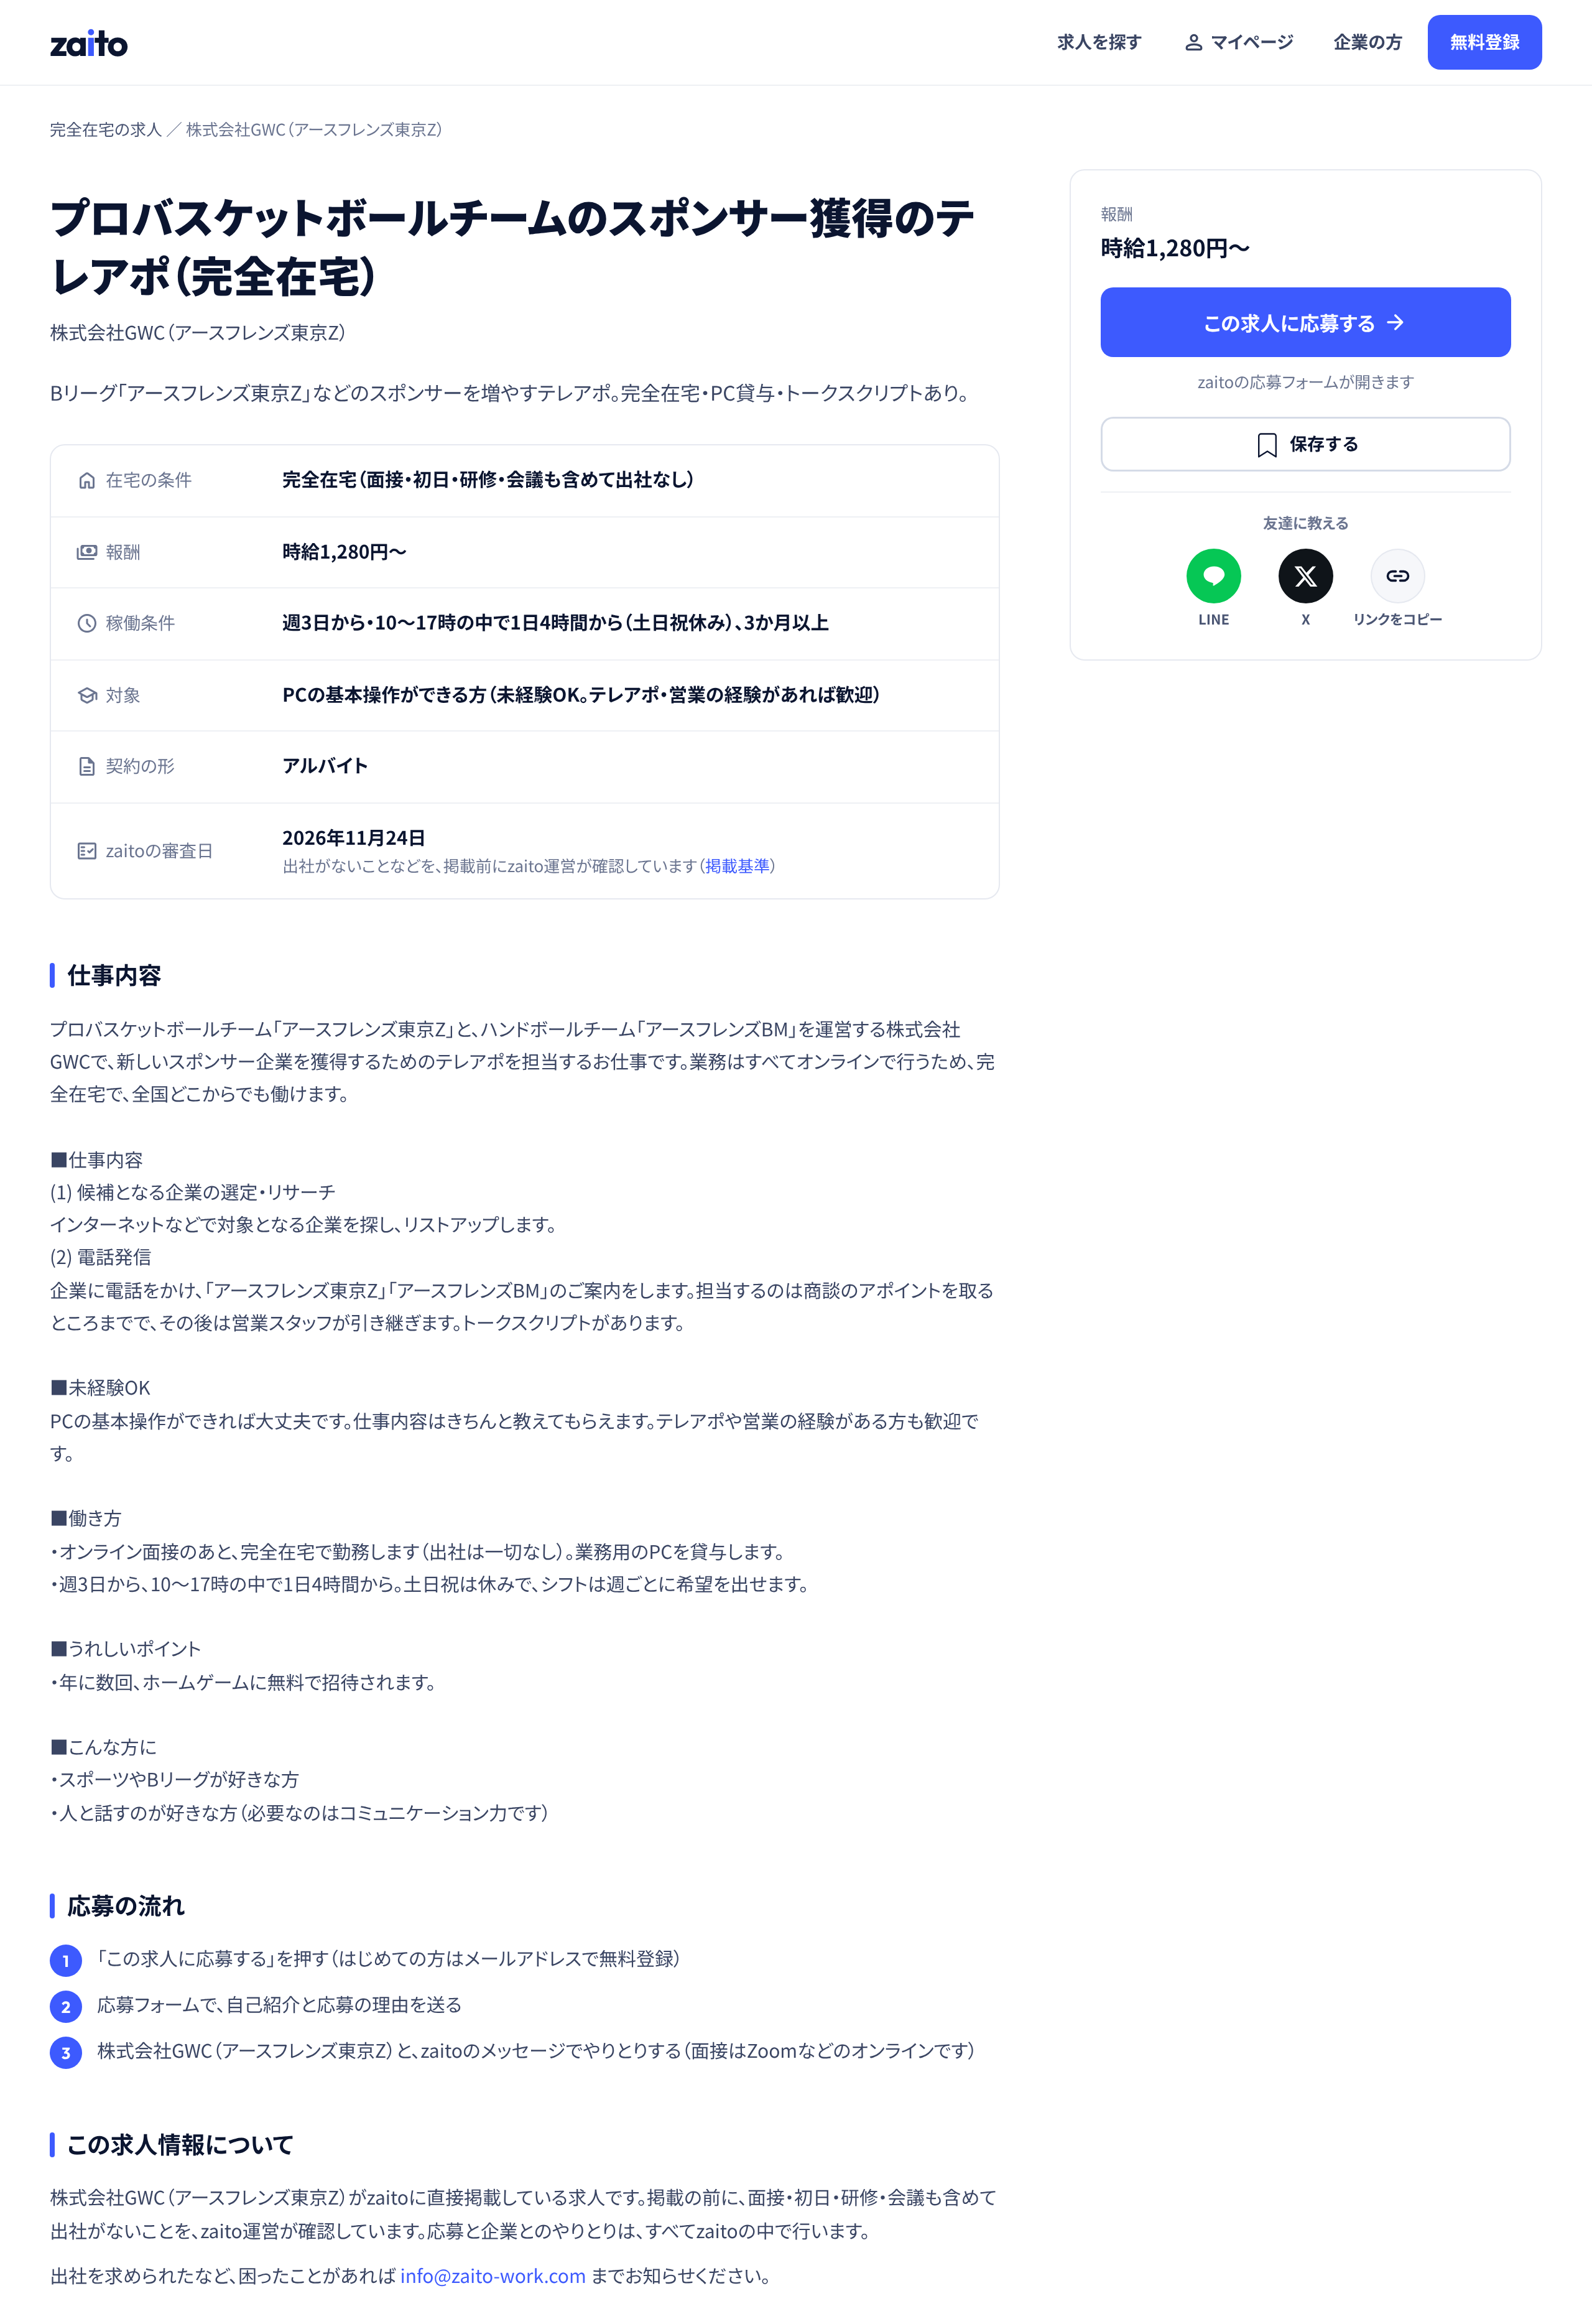 zaito
求人を探す
マイページ
企業の方
無料登録
完全在宅の求人 ／ 株式会社GWC（アースフレンズ東京Z）
プロバスケットボールチームのスポンサー獲得のテ
レアポ（完全在宅）
株式会社GWC（アースフレンズ東京Z）
Bリーグ「アースフレンズ東京Z」などのスポンサーを増やすテレアポ。完全在宅・PC貸与・トークスクリプトあり。
在宅の条件 完全在宅（面接・初日・研修・会議も含めて出社なし）
報酬 時給1,280円〜
稼働条件 週3日から・10〜17時の中で1日4時間から（土日祝休み）、3か月以上
対象 PCの基本操作ができる方（未経験OK。テレアポ・営業の経験があれば歓迎）
契約の形 アルバイト
zaitoの審査日 2026年11月24日
出社がないことなどを、掲載前にzaito運営が確認しています（掲載基準）
報酬
時給1,280円〜
この求人に応募する →
zaitoの応募フォームが開きます
保存する
友達に教える
LINE
X
リンクをコピー
仕事内容
プロバスケットボールチーム「アースフレンズ東京Z」と、ハンドボールチーム「アースフレンズBM」を運営する株式会社
GWCで、新しいスポンサー企業を獲得するためのテレアポを担当するお仕事です。業務はすべてオンラインで行うため、完
全在宅で、全国どこからでも働けます。
■仕事内容
(1) 候補となる企業の選定・リサーチ
インターネットなどで対象となる企業を探し、リストアップします。
(2) 電話発信
企業に電話をかけ、「アースフレンズ東京Z」「アースフレンズBM」のご案内をします。担当するのは商談のアポイントを取る
ところまでで、その後は営業スタッフが引き継ぎます。トークスクリプトがあります。
■未経験OK
PCの基本操作ができれば大丈夫です。仕事内容はきちんと教えてもらえます。テレアポや営業の経験がある方も歓迎で
す。
■働き方
・オンライン面接のあと、完全在宅で勤務します（出社は一切なし）。業務用のPCを貸与します。
・週3日から、10〜17時の中で1日4時間から。土日祝は休みで、シフトは週ごとに希望を出せます。
■うれしいポイント
・年に数回、ホームゲームに無料で招待されます。
■こんな方に
・スポーツやBリーグが好きな方
・人と話すのが好きな方（必要なのはコミュニケーション力です）
応募の流れ
1 「この求人に応募する」を押す（はじめての方はメールアドレスで無料登録）
2 応募フォームで、自己紹介と応募の理由を送る
3 株式会社GWC（アースフレンズ東京Z）と、zaitoのメッセージでやりとりする（面接はZoomなどのオンラインです）
この求人情報について
株式会社GWC（アースフレンズ東京Z）がzaitoに直接掲載している求人です。掲載の前に、面接・初日・研修・会議も含めて
出社がないことを、zaito運営が確認しています。応募と企業とのやりとりは、すべてzaitoの中で行います。
出社を求められたなど、困ったことがあれば info@zaito-work.com までお知らせください。